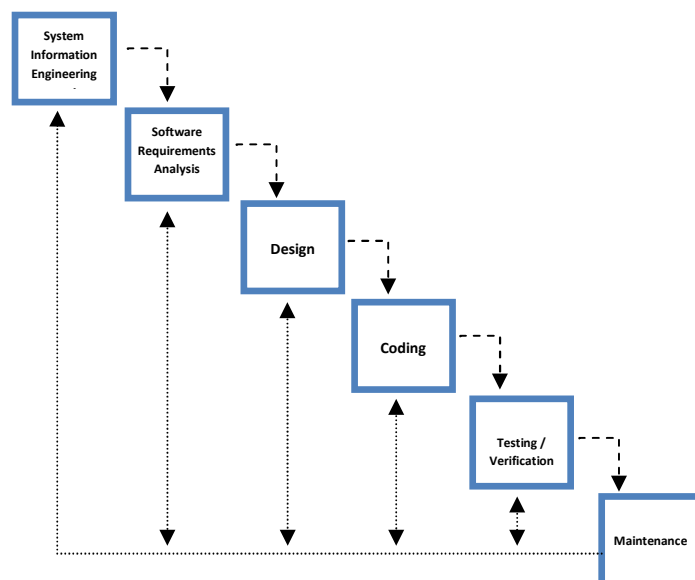 System
Information
Engineering
Software
Requirements
Analysis
Design
Coding
Testing /
Verification
Maintenance